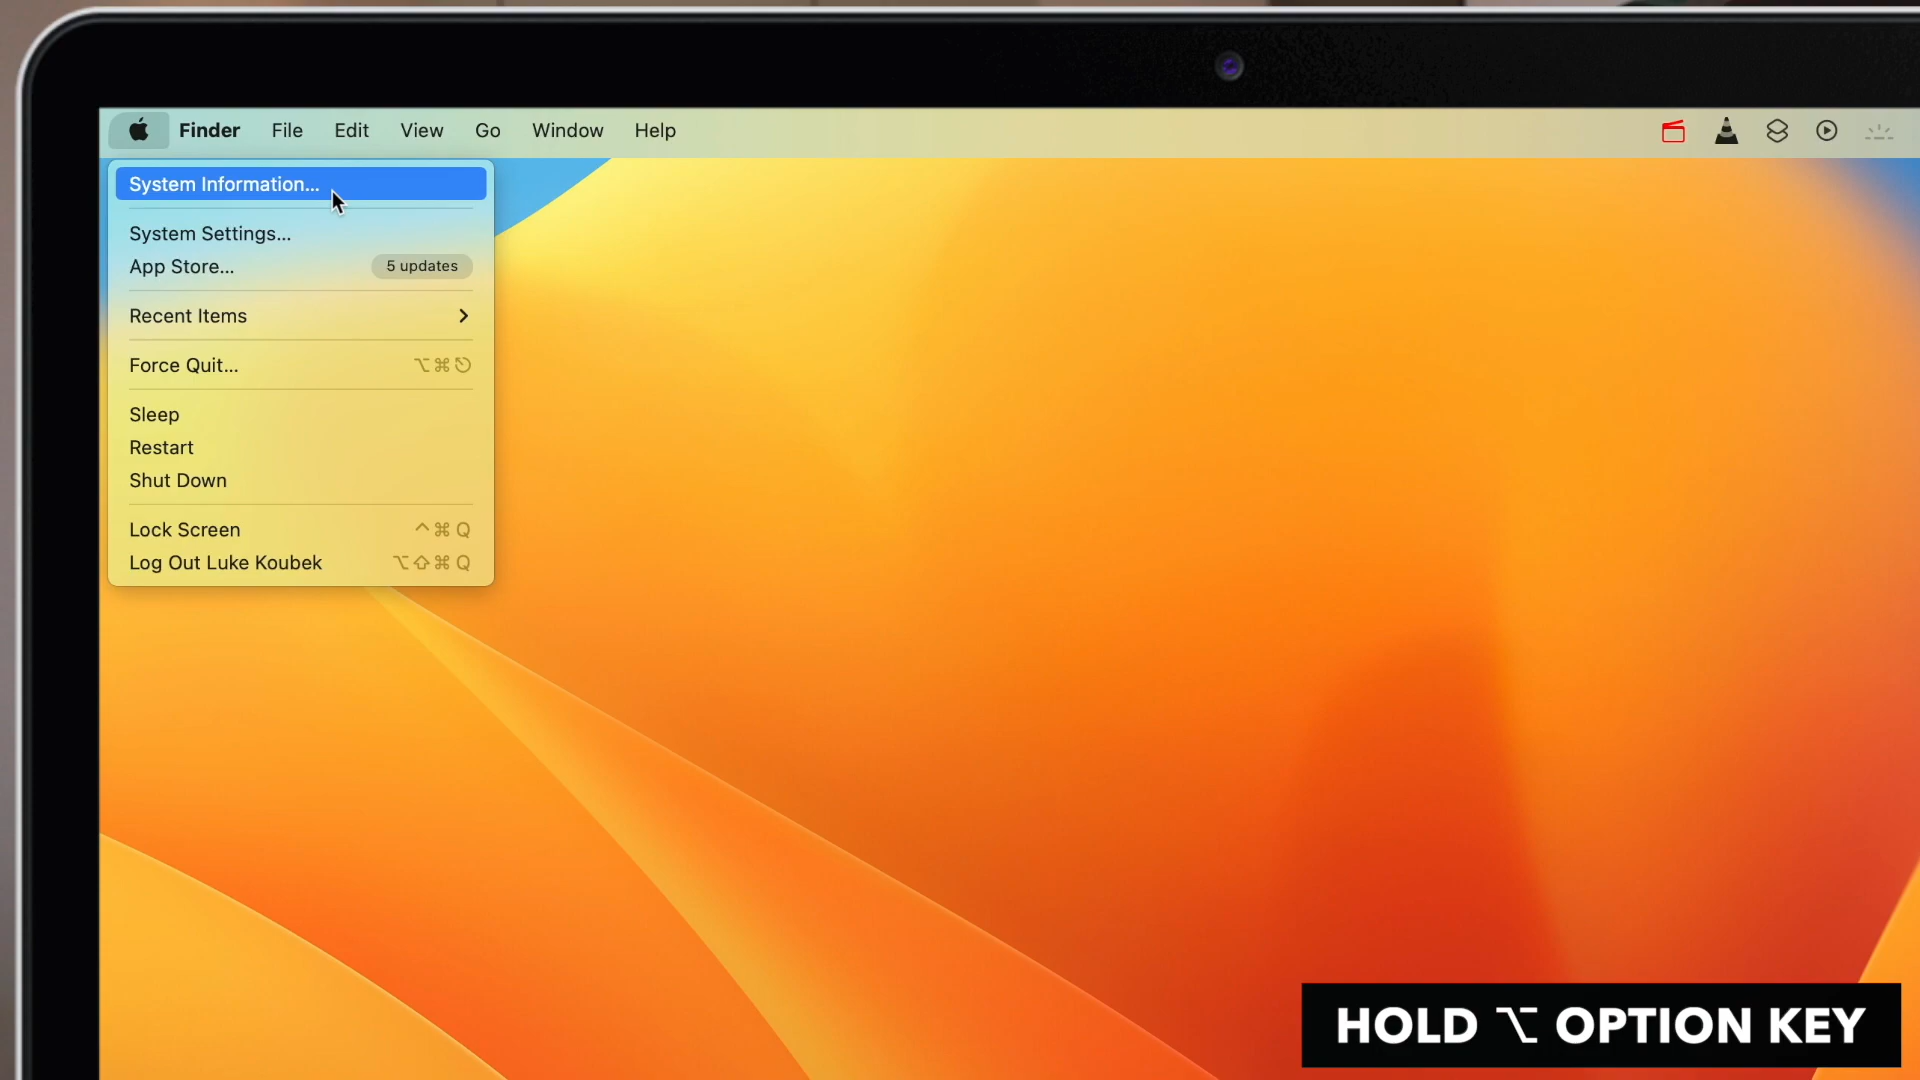 Finder File Edit View Go Window Help
System Information...
System Settings...
App Store... 5 updates
Recent Items
Force Quit... ⌥⌘⎋
Sleep
Restart
Shut Down
Lock Screen ^⌘Q
Log Out Luke Koubek ⌥⇧⌘Q
HOLD ⌥ OPTION KEY